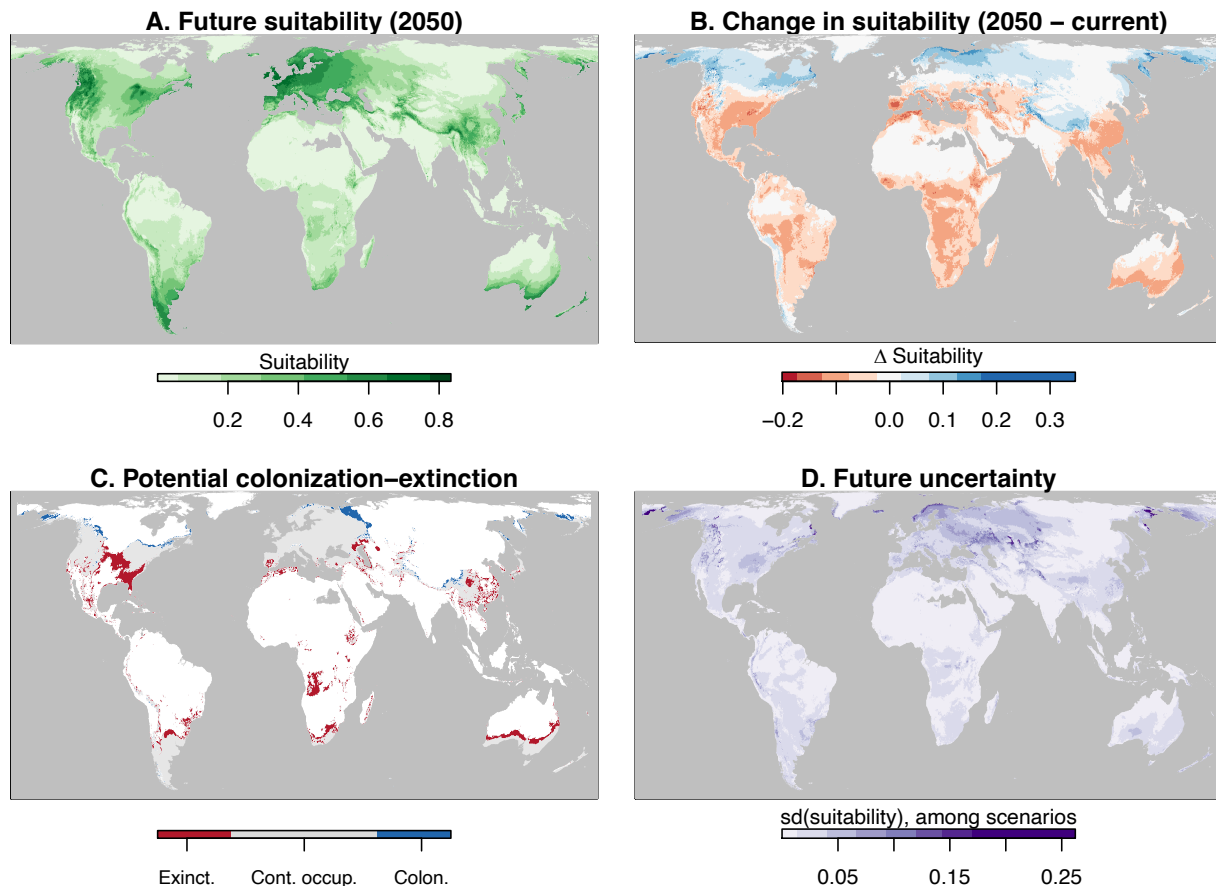 A. Future suitability (2050)
B. Change in suitability (2050 − current)
Suitability
0.2 0.4 0.6 0.8
Δ Suitability
−0.2 0.0 0.1 0.2 0.3
C. Potential colonization−extinction
D. Future uncertainty
Exinct. Cont. occup. Colon.
sd(suitability), among scenarios
0.05 0.15 0.25